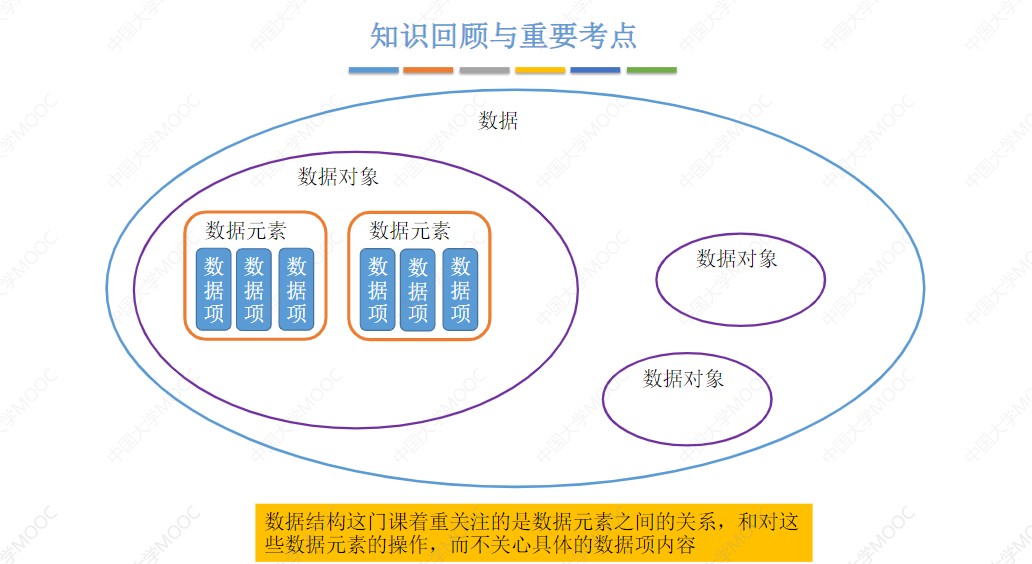 知识回顾与重要考点
数据
数据对象
数据元素
数据项
数据项
数据项
数据元素
数据项
数据项
数据项
数据对象
数据对象
数据结构这门课着重关注的是数据元素之间的关系，和对这
些数据元素的操作，而不关心具体的数据项内容
中国大学MOOC